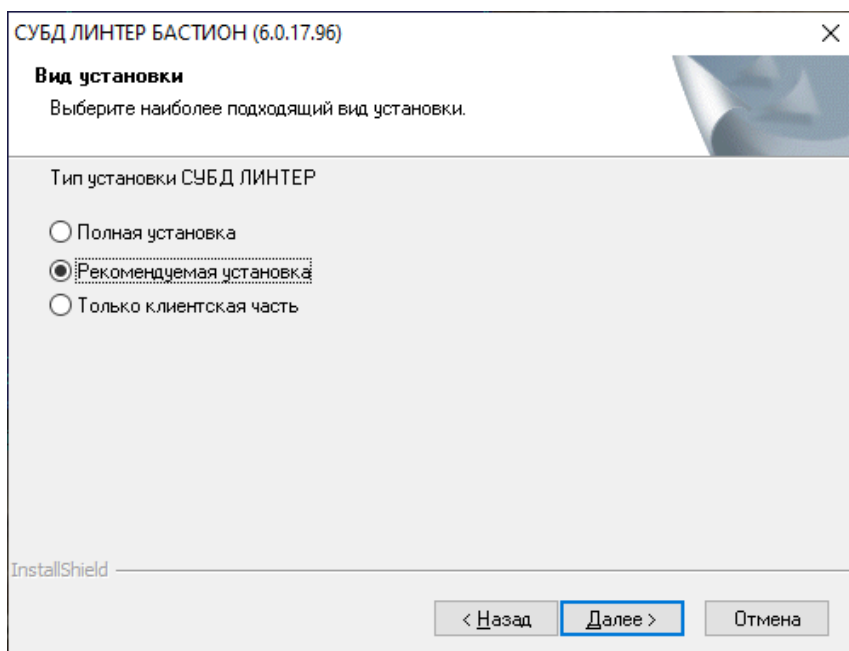 СУБД ЛИНТЕР БАСТИОН (6.0.17.96)
Вид установки
Выберите наиболее подходящий вид установки.
Тип установки СУБД ЛИНТЕР
Полная установка
Рекомендуемая установка
Только клиентская часть
InstallShield
< Назад
Далее >
Отмена